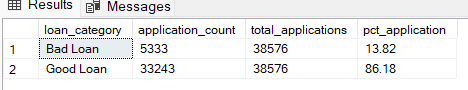 Results Messages
loan_category application_count total_applications pct_application
1 Bad Loan 5333 38576 13.82
2 Good Loan 33243 38576 86.18